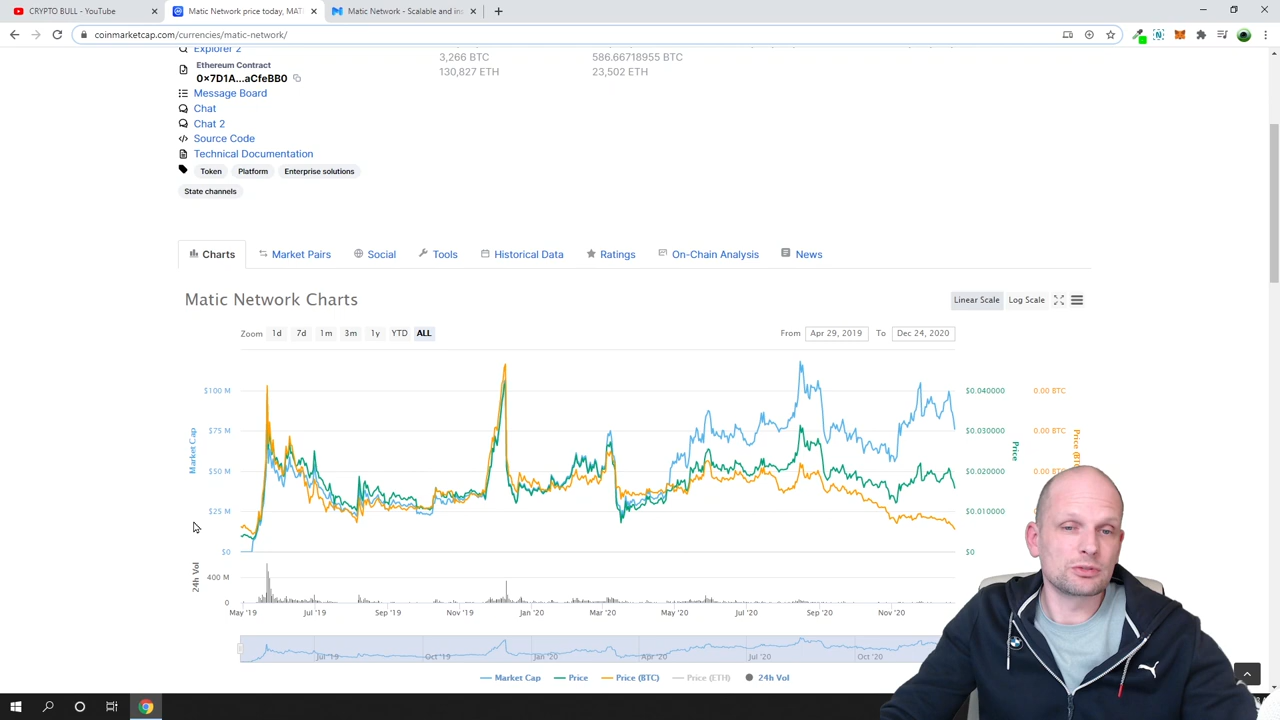 CRYPTO BULL - YouTube
Matic Network price today, MAT
Matic Network - Scalable and ins
coinmarketcap.com/currencies/matic-network/
Explorer 2
Ethereum Contract
0×7D1A...aCfeBB0
Message Board
Chat
Chat 2
Source Code
Technical Documentation
Token Platform Enterprise solutions
State channels
3,266 BTC 586.66718955 BTC
130,827 ETH 23,502 ETH
Charts Market Pairs Social Tools Historical Data Ratings On-Chain Analysis News
Matic Network Charts
Linear Scale Log Scale
Zoom 1d 7d 1m 3m 1y YTD ALL
From Apr 29, 2019 To Dec 24, 2020
$100 M $0.040000 0.00 BTC
$75 M $0.030000 0.00 BTC
$50 M $0.020000 0.00 BTC
$25 M $0.010000
$0 $0
Market Cap
Price
Price (BTC)
24h Vol
400 M
0
May '19 Jul '19 Sep '19 Nov '19 Jan '20 Mar '20 May '20 Jul '20 Sep '20 Nov '20
Jul '19 Oct '19 Jan '20 Apr '20 Jul '20 Oct '20
Market Cap Price Price (BTC) Price (ETH) 24h Vol